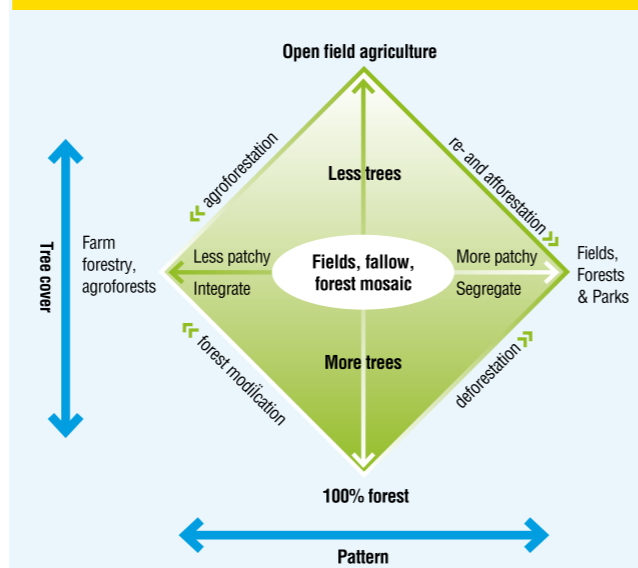 Open field agriculture
agroforestation
re- and afforestation
Less trees
Tree cover
Farm
forestry,
agroforests
Less patchy
Integrate
Fields, fallow,
forest mosaic
More patchy
Segregate
Fields,
Forests
& Parks
More trees
forest modiication
deforestation
100% forest
Pattern